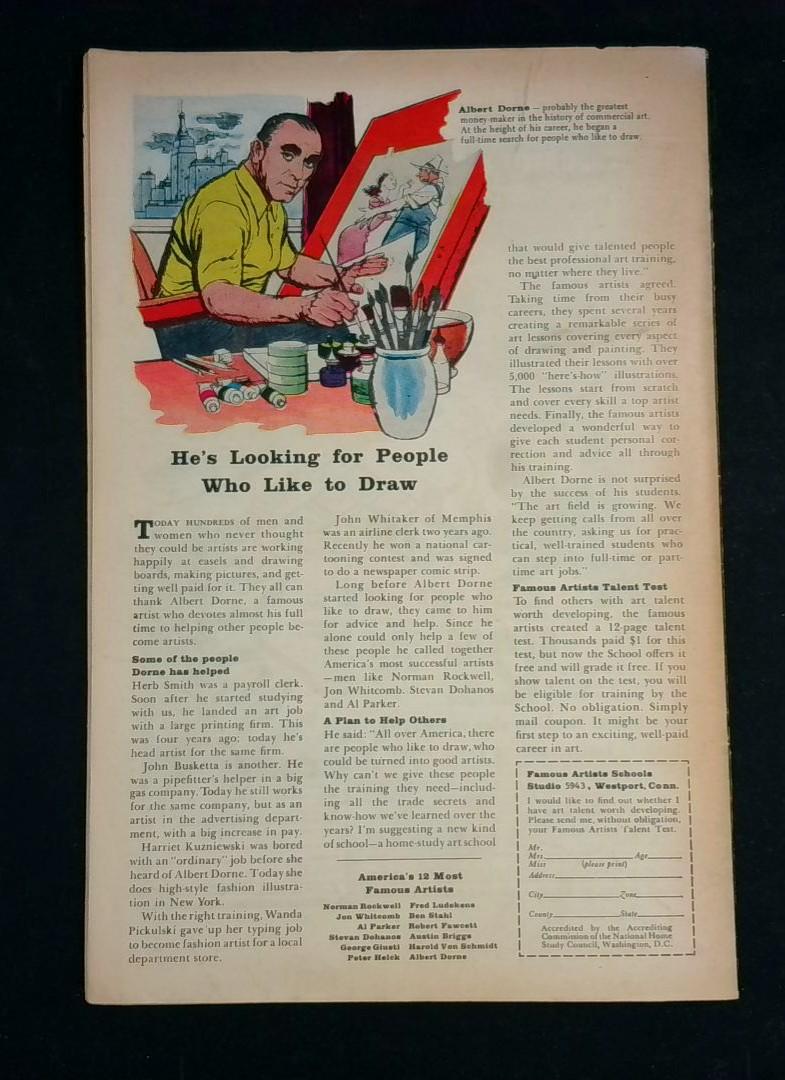 Albert Dorne — probably the greatest
money-maker in the history of commercial art.
At the height of his career, he began a
full-time search for people who like to draw.
He's Looking for People
Who Like to Draw
TODAY HUNDREDS of men and
women who never thought
they could be artists are working
happily at easels and drawing
boards, making pictures, and get-
ting well paid for it. They all can
thank Albert Dorne, a famous
artist who devotes almost his full
time to helping other people be-
come artists.
Some of the people
Dorne has helped
Herb Smith was a payroll clerk.
Soon after he started studying
with us, he landed an art job
with a large printing firm. This
was four years ago; today he's
head artist for the same firm.
John Busketta is another. He
was a pipefitter's helper in a big
gas company. Today he still works
for the same company, but as an
artist in the advertising depart-
ment, with a big increase in pay.
Harriet Kuzniewski was bored
with an "ordinary" job before she
heard of Albert Dorne. Today she
does high-style fashion illustra-
tion in New York.
With the right training, Wanda
Pickulski gave up her typing job
to become fashion artist for a local
department store.
John Whitaker of Memphis
was an airline clerk two years ago.
Recently he won a national car-
tooning contest and was signed
to do a newspaper comic strip.
Long before Albert Dorne
started looking for people who
like to draw, they came to him
for advice and help. Since he
alone could only help a few of
these people he called together
America's most successful artists
—men like Norman Rockwell,
Jon Whitcomb, Stevan Dohanos
and Al Parker.
A Plan to Help Others
He said: "All over America, there
are people who like to draw, who
could be turned into good artists.
Why can't we give these people
the training they need—includ-
ing all the trade secrets and
know-how we've learned over the
years? I'm suggesting a new kind
of school—a home-study art school
that would give talented people
the best professional art training,
no matter where they live."
The famous artists agreed.
Taking time from their busy
careers, they spent several years
creating a remarkable series of
art lessons covering every aspect
of drawing and painting. They
illustrated their lessons with over
5,000 "here's-how" illustrations.
The lessons start from scratch
and cover every skill a top artist
needs. Finally, the famous artists
developed a wonderful way to
give each student personal cor-
rection and advice all through
his training.
Albert Dorne is not surprised
by the success of his students.
"The art field is growing. We
keep getting calls from all over
the country, asking us for prac-
tical, well-trained students who
can step into full-time or part-
time art jobs."
Famous Artists Talent Test
To find others with art talent
worth developing, the famous
artists created a 12-page talent
test. Thousands paid $1 for this
test, but now the School offers it
free and will grade it free. If you
show talent on the test, you will
be eligible for training by the
School. No obligation. Simply
mail coupon. It might be your
first step to an exciting, well-paid
career in art.
America's 12 Most
Famous Artists
Norman Rockwell Fred Ludekens
Jon Whitcomb Ben Stahl
Al Parker Robert Fawcett
Stevan Dohanos Austin Briggs
George Giusti Harold Von Schmidt
Peter Helck Albert Dorne
Famous Artists Schools
Studio 5943, Westport, Conn.
I would like to find out whether I
have art talent worth developing.
Please send me, without obligation,
your Famous Artists Talent Test.
Mr.
Mrs. Age
Miss (please print)
Address
City Zone
County State
Accredited by the Accrediting
Commission of the National Home
Study Council, Washington, D.C.